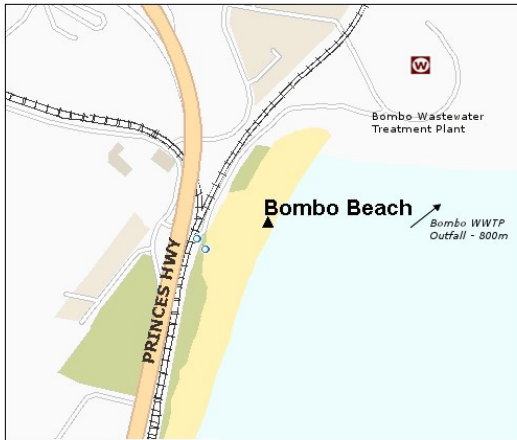 W
Bombo Wastewater
Treatment Plant
Bombo Beach
Bombo WWTP
Outfall - 800m
PRINCES HWY